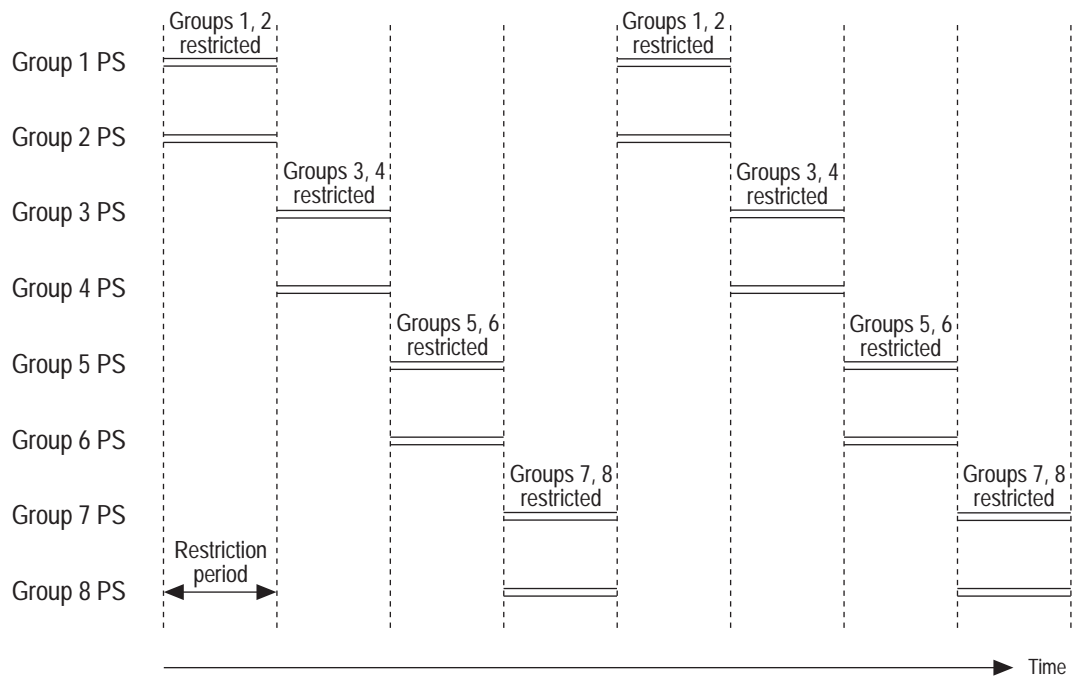 Groups 1, 2
restricted
Groups 1, 2
restricted
Group 1 PS
Group 2 PS
Groups 3, 4
restricted
Groups 3, 4
restricted
Group 3 PS
Group 4 PS
Groups 5, 6
restricted
Groups 5, 6
restricted
Group 5 PS
Group 6 PS
Groups 7, 8
restricted
Groups 7, 8
restricted
Group 7 PS
Restriction
period
Group 8 PS
Time